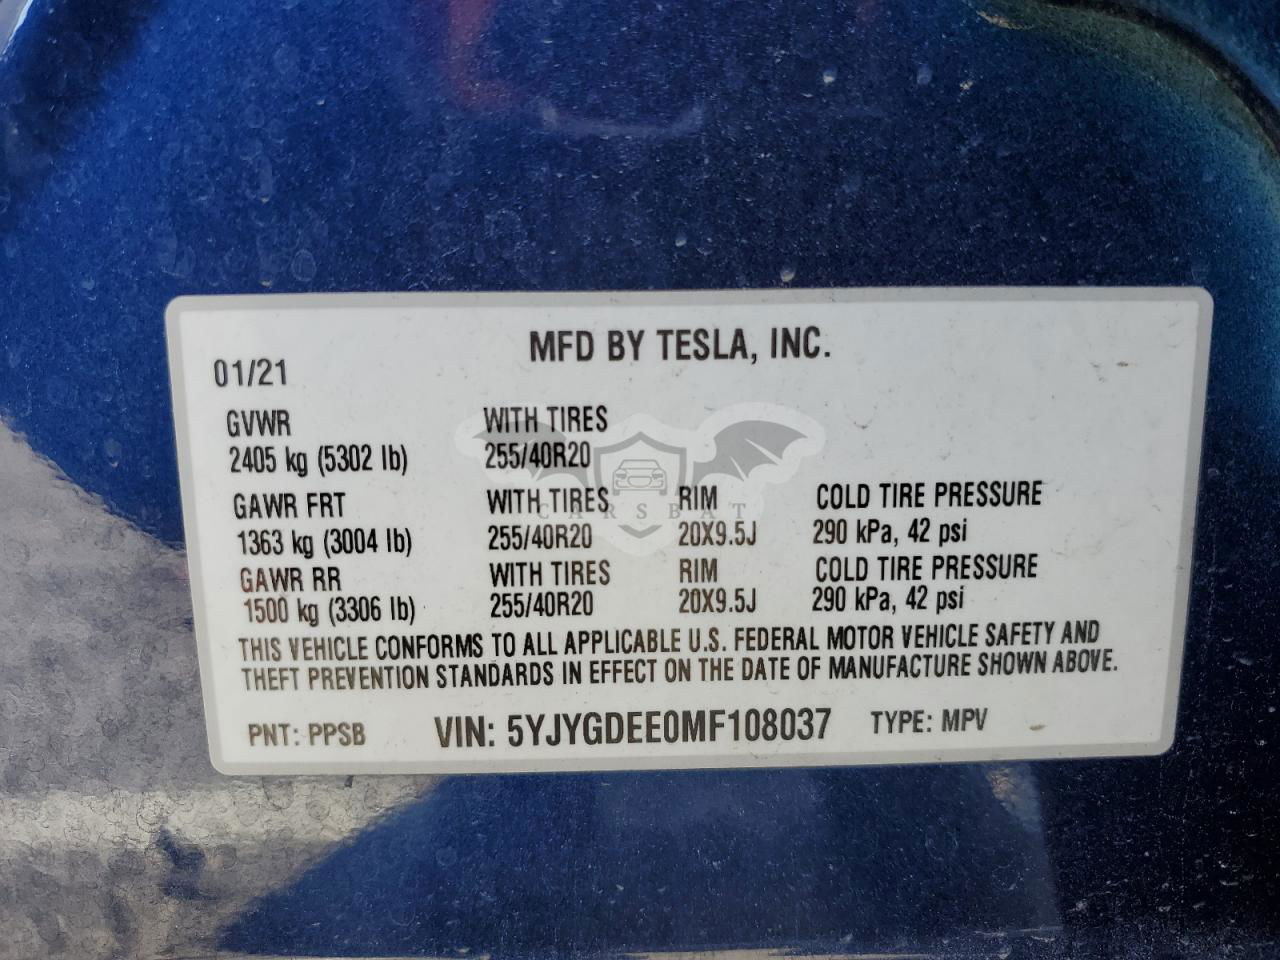 MFD BY TESLA, INC.
01/21
GVWR WITH TIRES
2405 kg (5302 lb) 255/40R20
GAWR FRT WITH TIRES RIM COLD TIRE PRESSURE
1363 kg (3004 lb) 255/40R20 20X9.5J 290 kPa, 42 psi
GAWR RR WITH TIRES RIM COLD TIRE PRESSURE
1500 kg (3306 lb) 255/40R20 20X9.5J 290 kPa, 42 psi
THIS VEHICLE CONFORMS TO ALL APPLICABLE U.S. FEDERAL MOTOR VEHICLE SAFETY AND
THEFT PREVENTION STANDARDS IN EFFECT ON THE DATE OF MANUFACTURE SHOWN ABOVE.
PNT: PPSB VIN: 5YJYGDEE0MF108037 TYPE: MPV
CARSBAT